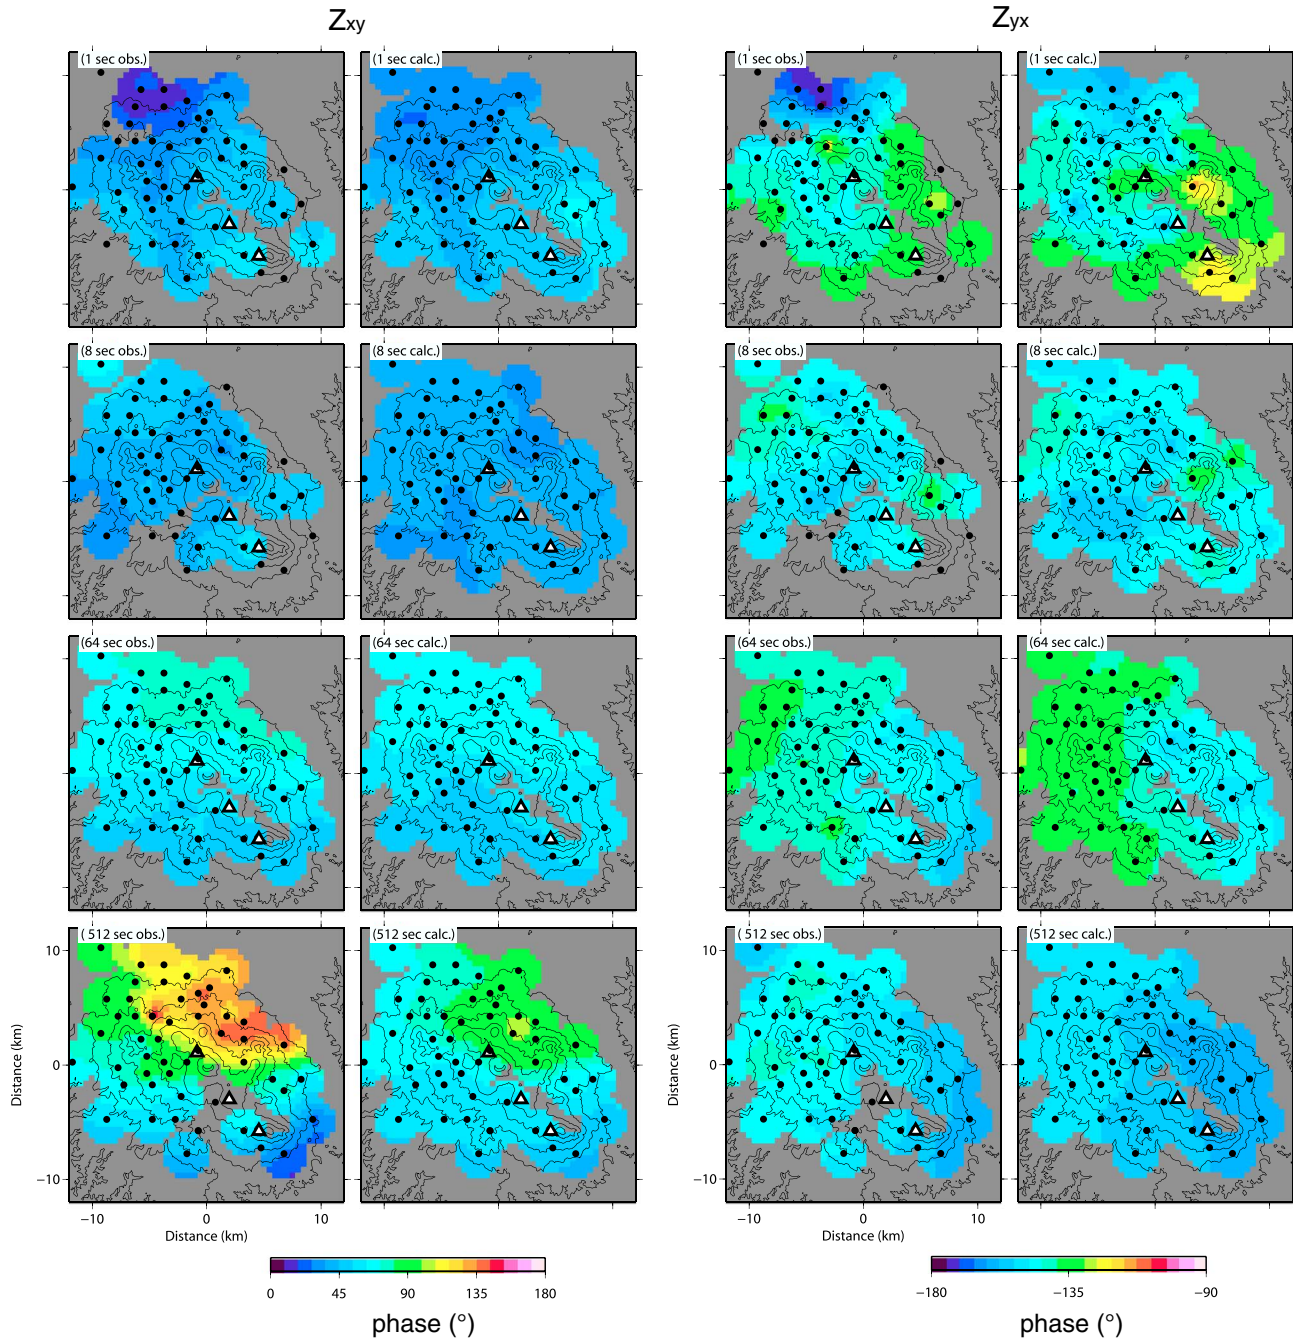 Zxy Zyx
(1 sec obs.) (1 sec calc.) (1 sec obs.) (1 sec calc.)
(8 sec obs.) (8 sec calc.) (8 sec obs.) (8 sec calc.)
(64 sec obs.) (64 sec calc.) (64 sec obs.) (64 sec calc.)
( 512 sec obs.) (512 sec calc.) ( 512 sec obs.) (512 sec calc.)
10 10
Distance (km) Distance (km)
0 0
−10 −10
−10 0 10 −10 0 10
Distance (km) Distance (km)
0 45 90 135 180 −180 −135 −90
phase (°) phase (°)